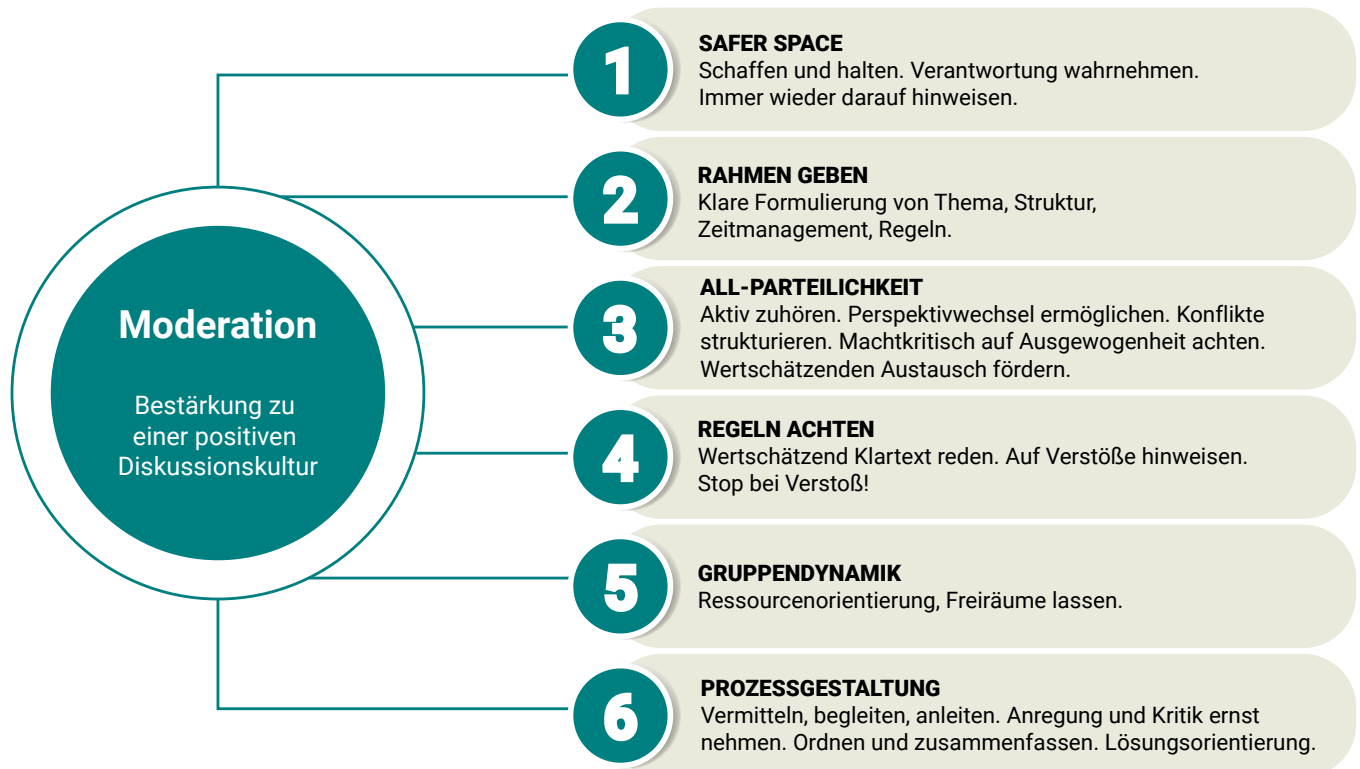 Moderation
Bestärkung zu
einer positiven
Diskussionskultur
1
SAFER SPACE
Schaffen und halten. Verantwortung wahrnehmen.
Immer wieder darauf hinweisen.
2
RAHMEN GEBEN
Klare Formulierung von Thema, Struktur,
Zeitmanagement, Regeln.
3
ALL-PARTEILICHKEIT
Aktiv zuhören. Perspektivwechsel ermöglichen. Konflikte
strukturieren. Machtkritisch auf Ausgewogenheit achten.
Wertschätzenden Austausch fördern.
4
REGELN ACHTEN
Wertschätzend Klartext reden. Auf Verstöße hinweisen.
Stop bei Verstoß!
5
GRUPPENDYNAMIK
Ressourcenorientierung, Freiräume lassen.
6
PROZESSGESTALTUNG
Vermitteln, begleiten, anleiten. Anregung und Kritik ernst
nehmen. Ordnen und zusammenfassen. Lösungsorientierung.